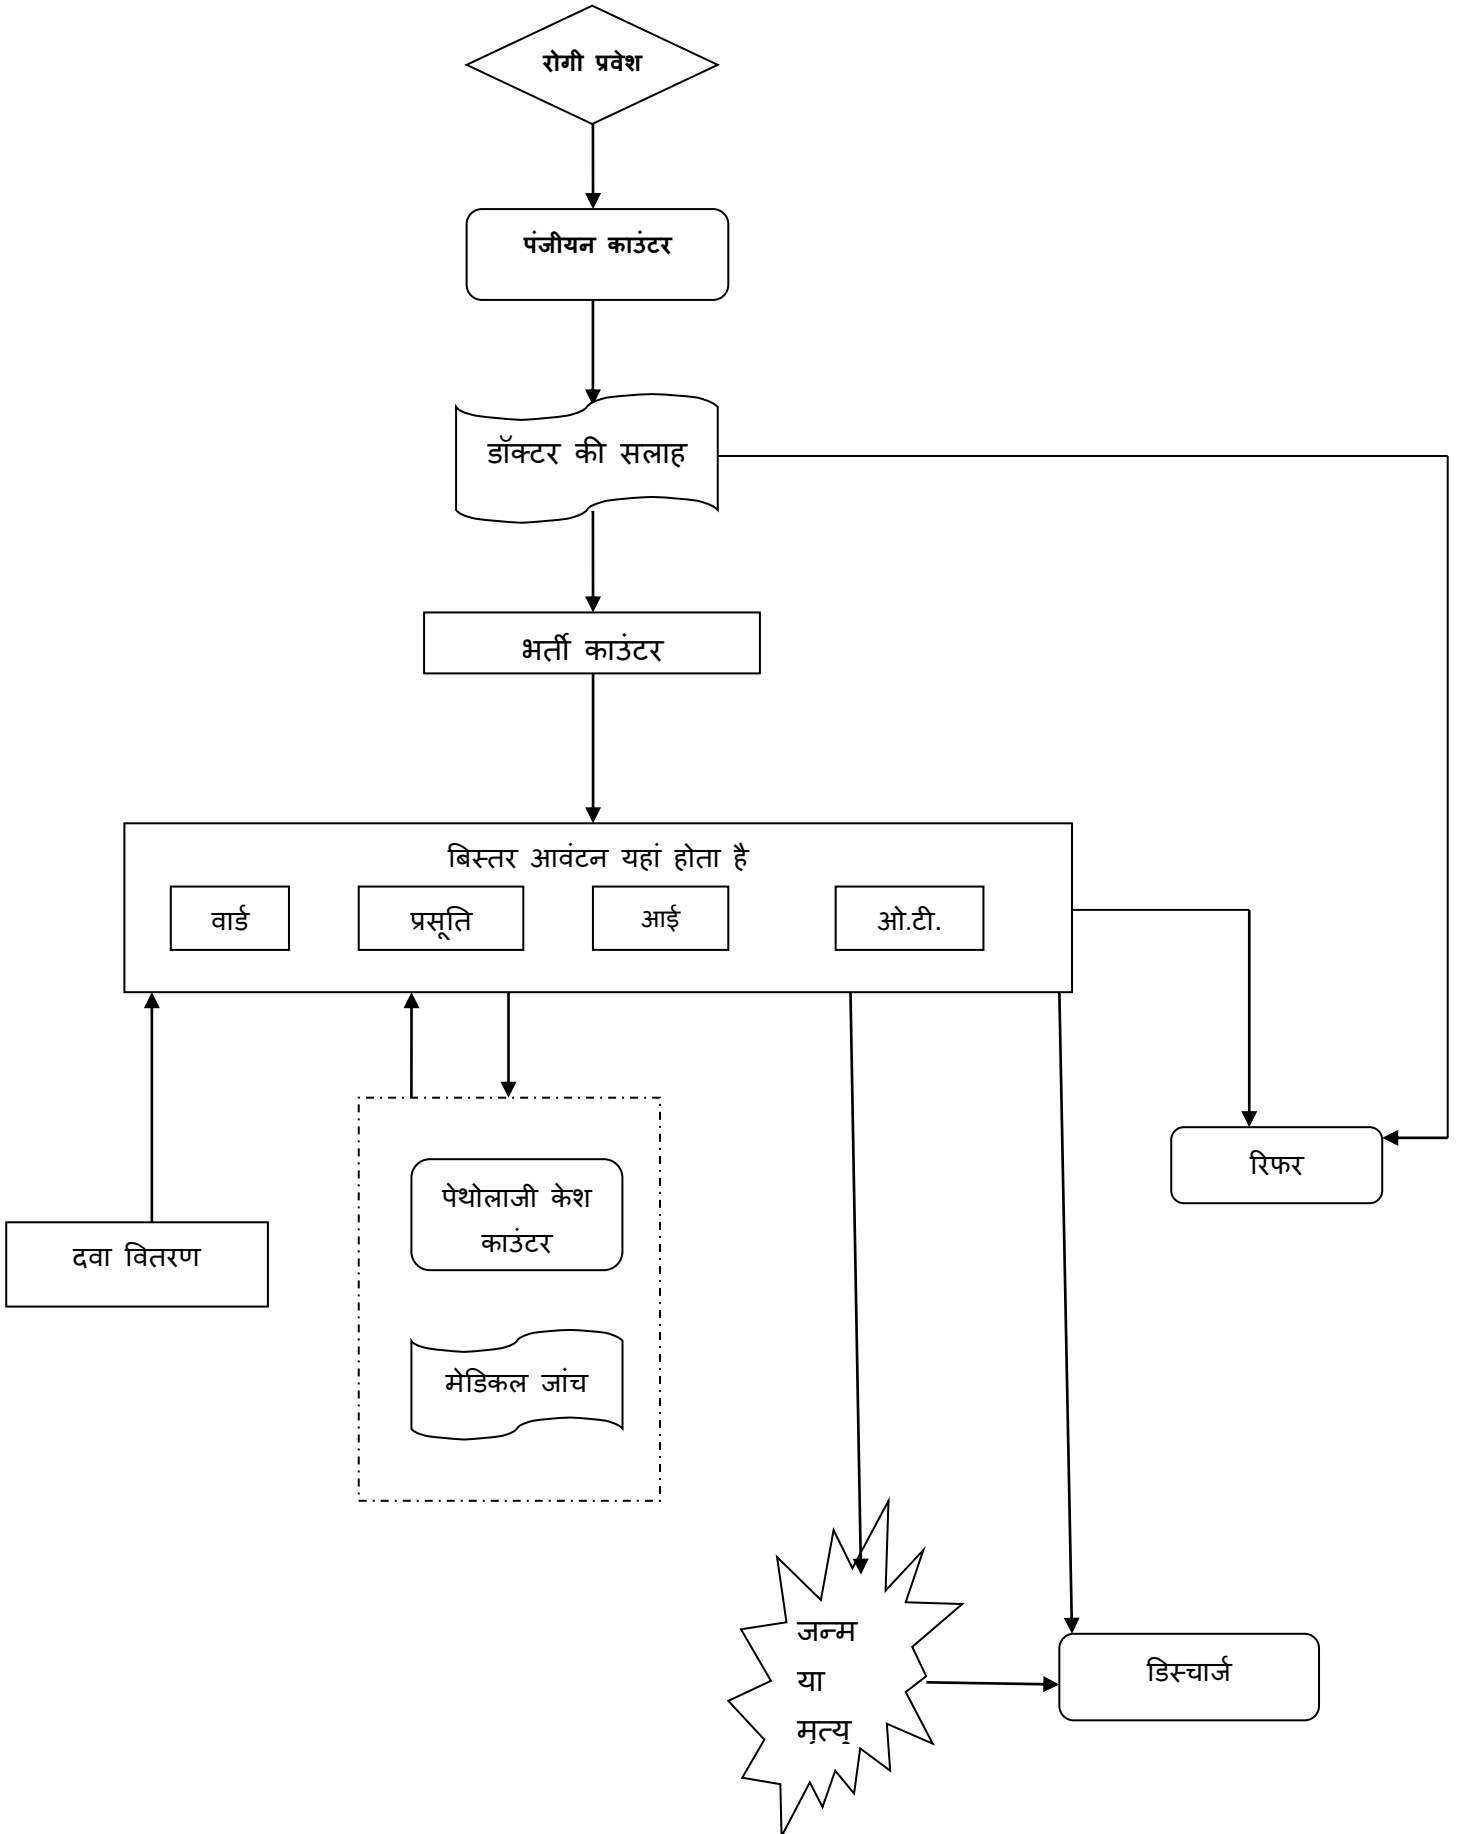 रोगी प्रवेश
पंजीयन काउंटर
डॉक्टर की सलाह
भर्ती काउंटर
बिस्तर आवंटन यहां होता है
वार्ड
प्रसूति
आई
ओ.टी.
रिफर
पेथोलाजी केश
काउंटर
दवा वितरण
मेडिकल जांच
जन्म
या
मृत्यु
डिस्चार्ज